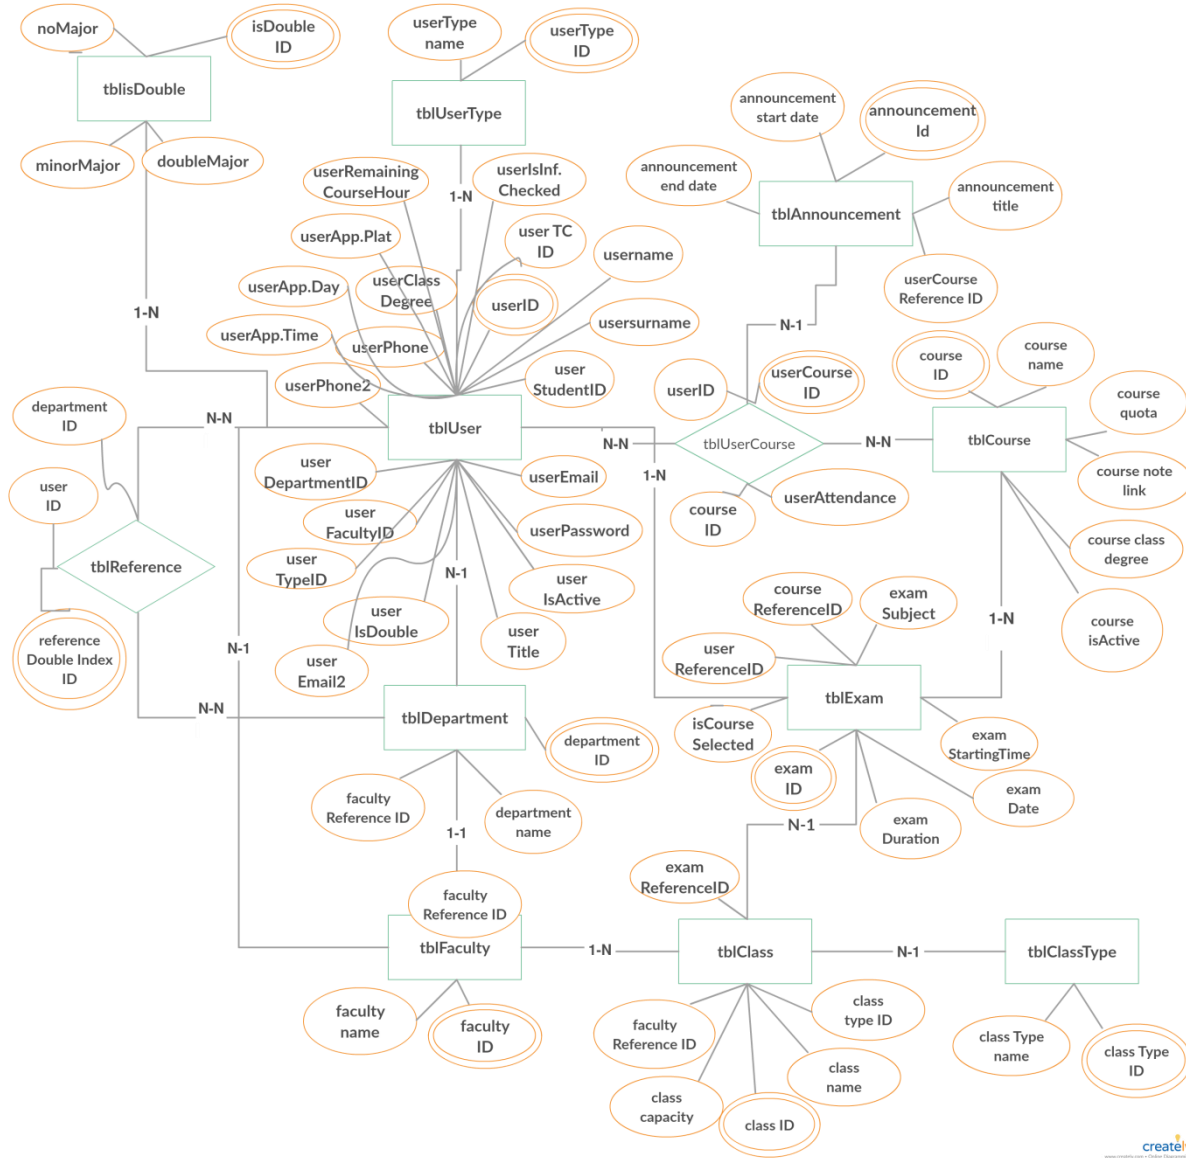 noMajor
isDouble
ID
tblisDouble
minorMajor
doubleMajor
userType
name
userType
ID
tblUserType
announcement
start date
announcement
Id
announcement
end date
announcement
title
tblAnnouncement
userCourse
Reference ID
1-N
userRemaining
CourseHour
userIsInf.
Checked
userApp.Plat
user TC
ID
username
userApp.Day
userClass
Degree
userID
userApp.Time
userPhone
usersurname
userPhone2
user
StudentID
1-N
N-1
department
ID
user
ID
N-N
tblUser
userID
userCourse
ID
tblUserCourse
N-N
N-N
course
ID
course
name
course
quota
tblCourse
course note
link
course class
degree
course
isActive
user
DepartmentID
userEmail
1-N
course
ID
userAttendance
user
FacultyID
userPassword
user
TypeID
N-1
user
IsActive
tblReference
user
IsDouble
user
Title
user
Email2
reference
Double Index
ID
N-1
N-N
course
ReferenceID
exam
Subject
1-N
user
ReferenceID
tblExam
isCourse
Selected
exam
StartingTime
exam
ID
exam
Date
exam
Duration
tblDepartment
department
ID
faculty
Reference ID
department
name
1-1
N-1
exam
ReferenceID
faculty
Reference ID
tblFaculty
1-N
tblClass
N-1
tblClassType
faculty
name
faculty
ID
faculty
Reference ID
class
type ID
class
capacity
class ID
class
name
class Type
name
class Type
ID